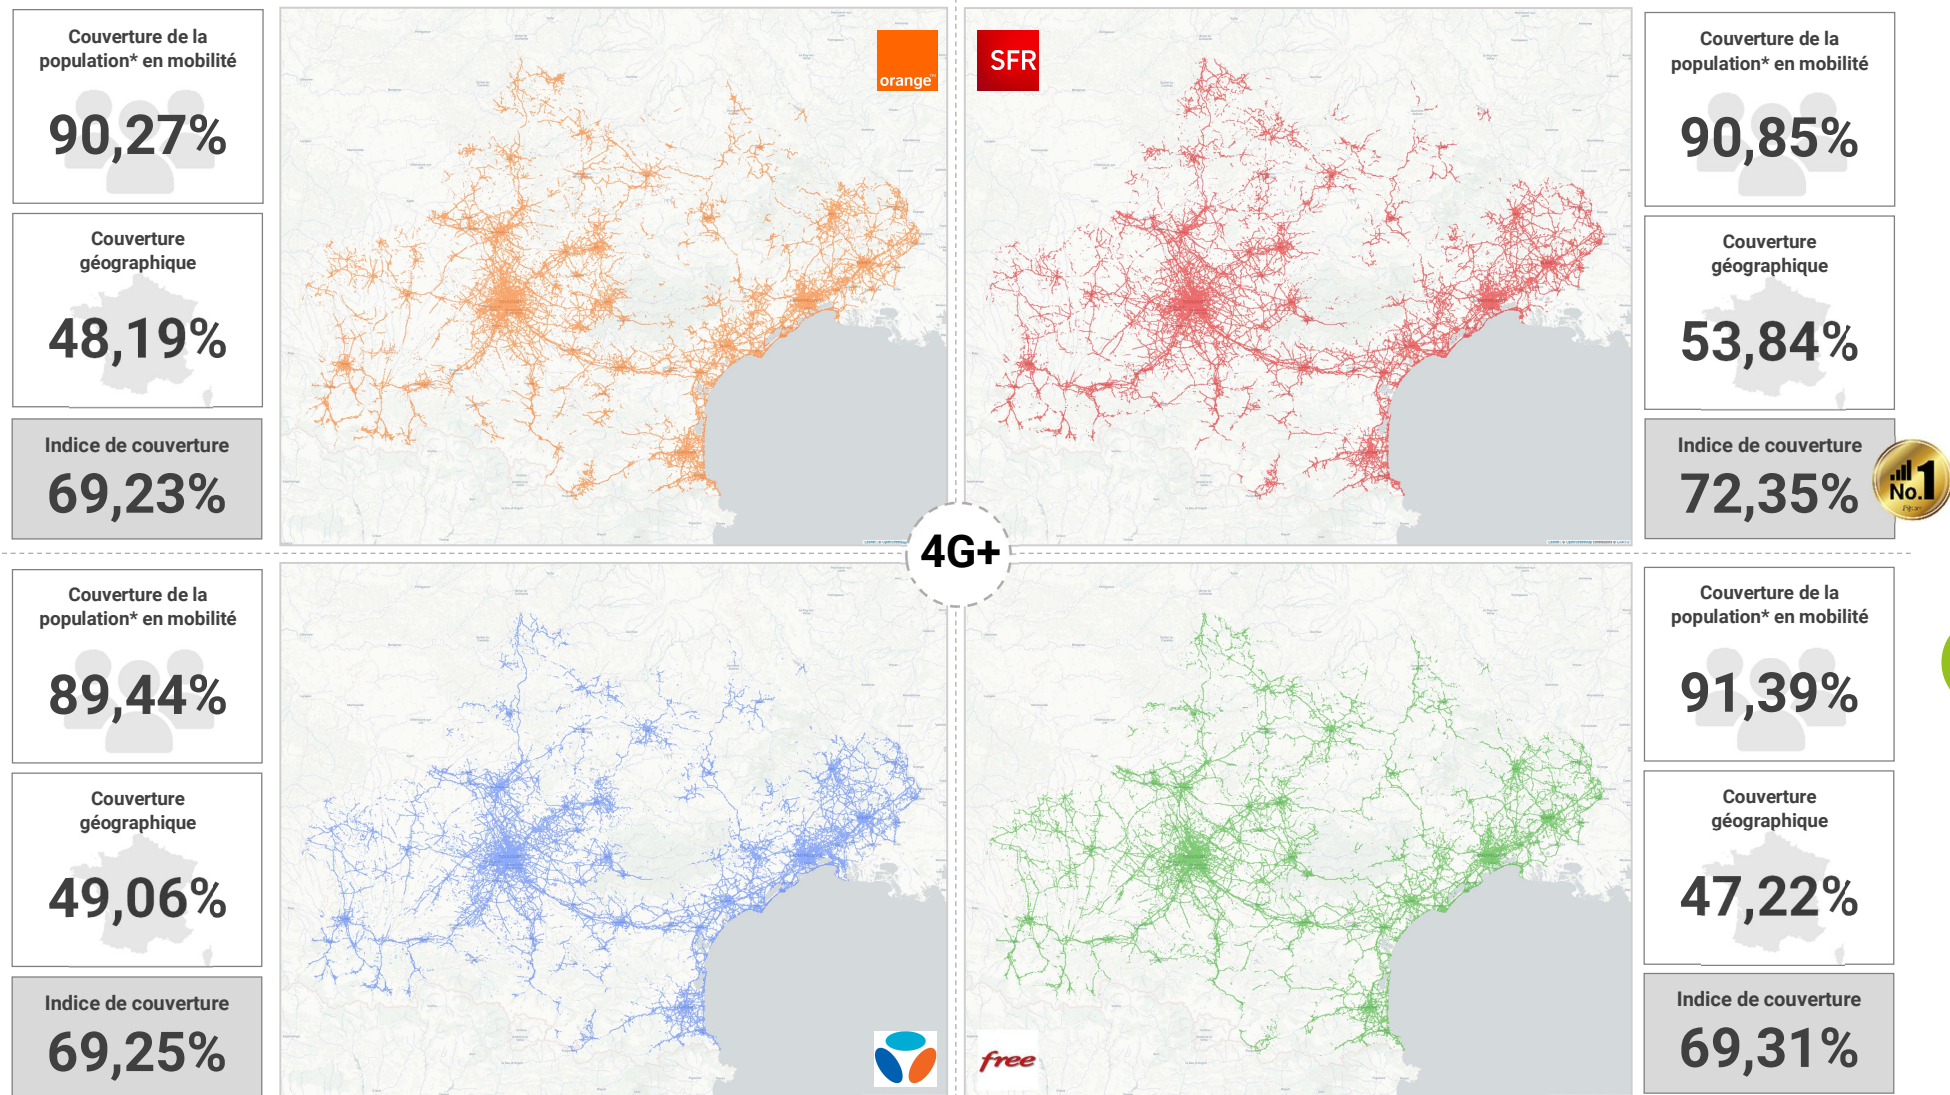 Couverture de la
population* en mobilité
90,27%
Couverture
géographique
48,19%
Indice de couverture
69,23%
orange™
SFR
Couverture de la
population* en mobilité
90,85%
Couverture
géographique
53,84%
Indice de couverture
72,35%
No.1
4G+
Couverture de la
population* en mobilité
89,44%
Couverture
géographique
49,06%
Indice de couverture
69,25%
free
Couverture de la
population* en mobilité
91,39%
Couverture
géographique
47,22%
Indice de couverture
69,31%